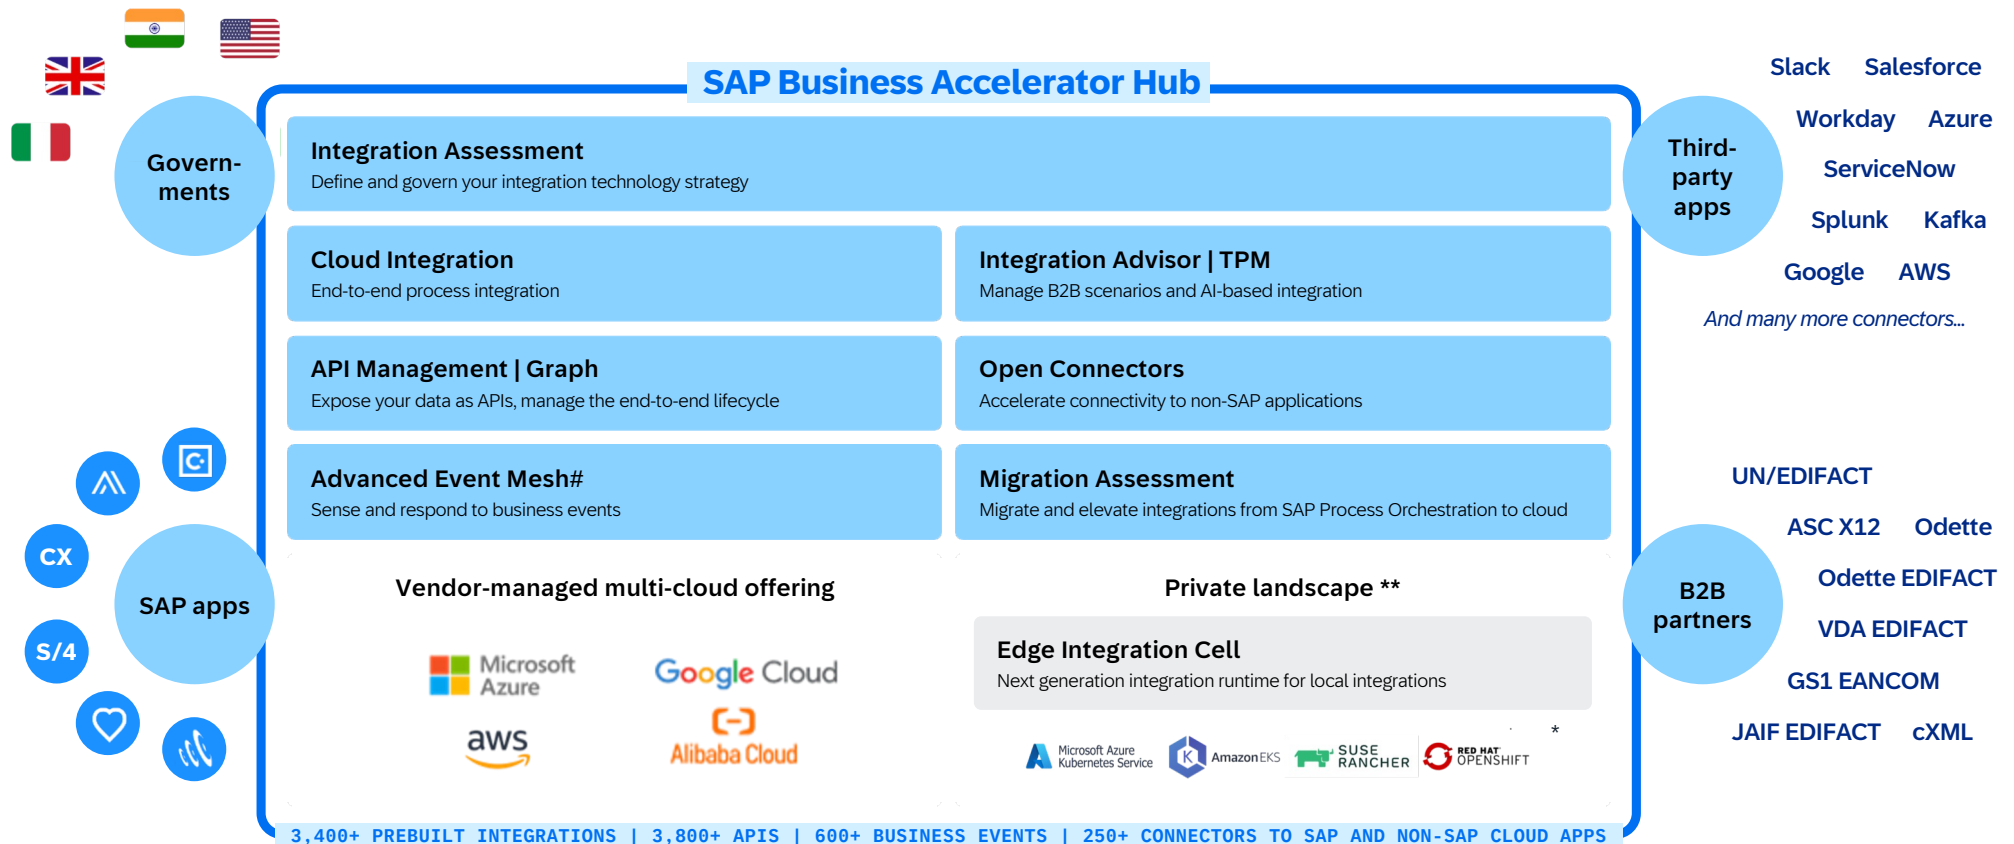 SAP Business Accelerator Hub
Govern-
ments
Integration Assessment
Define and govern your integration technology strategy
Cloud Integration
End-to-end process integration
Integration Advisor | TPM
Manage B2B scenarios and AI-based integration
API Management | Graph
Expose your data as APIs, manage the end-to-end lifecycle
Open Connectors
Accelerate connectivity to non-SAP applications
Advanced Event Mesh#
Sense and respond to business events
Migration Assessment
Migrate and elevate integrations from SAP Process Orchestration to cloud
C
CX
SAP apps
S/4
Vendor-managed multi-cloud offering
Microsoft
Azure
Google Cloud
aws
Alibaba Cloud
Private landscape **
Edge Integration Cell
Next generation integration runtime for local integrations
*
Microsoft Azure
Kubernetes Service
K
Amazon EKS
SUSE
RANCHER
RED HAT
OPENSHIFT
Third-
party
apps
Slack Salesforce
Workday Azure
ServiceNow
Splunk Kafka
Google AWS
And many more connectors...
B2B
partners
UN/EDIFACT
ASC X12 Odette
Odette EDIFACT
VDA EDIFACT
GS1 EANCOM
JAIF EDIFACT cXML
3,400+ PREBUILT INTEGRATIONS | 3,800+ APIS | 600+ BUSINESS EVENTS | 250+ CONNECTORS TO SAP AND NON-SAP CLOUD APPS